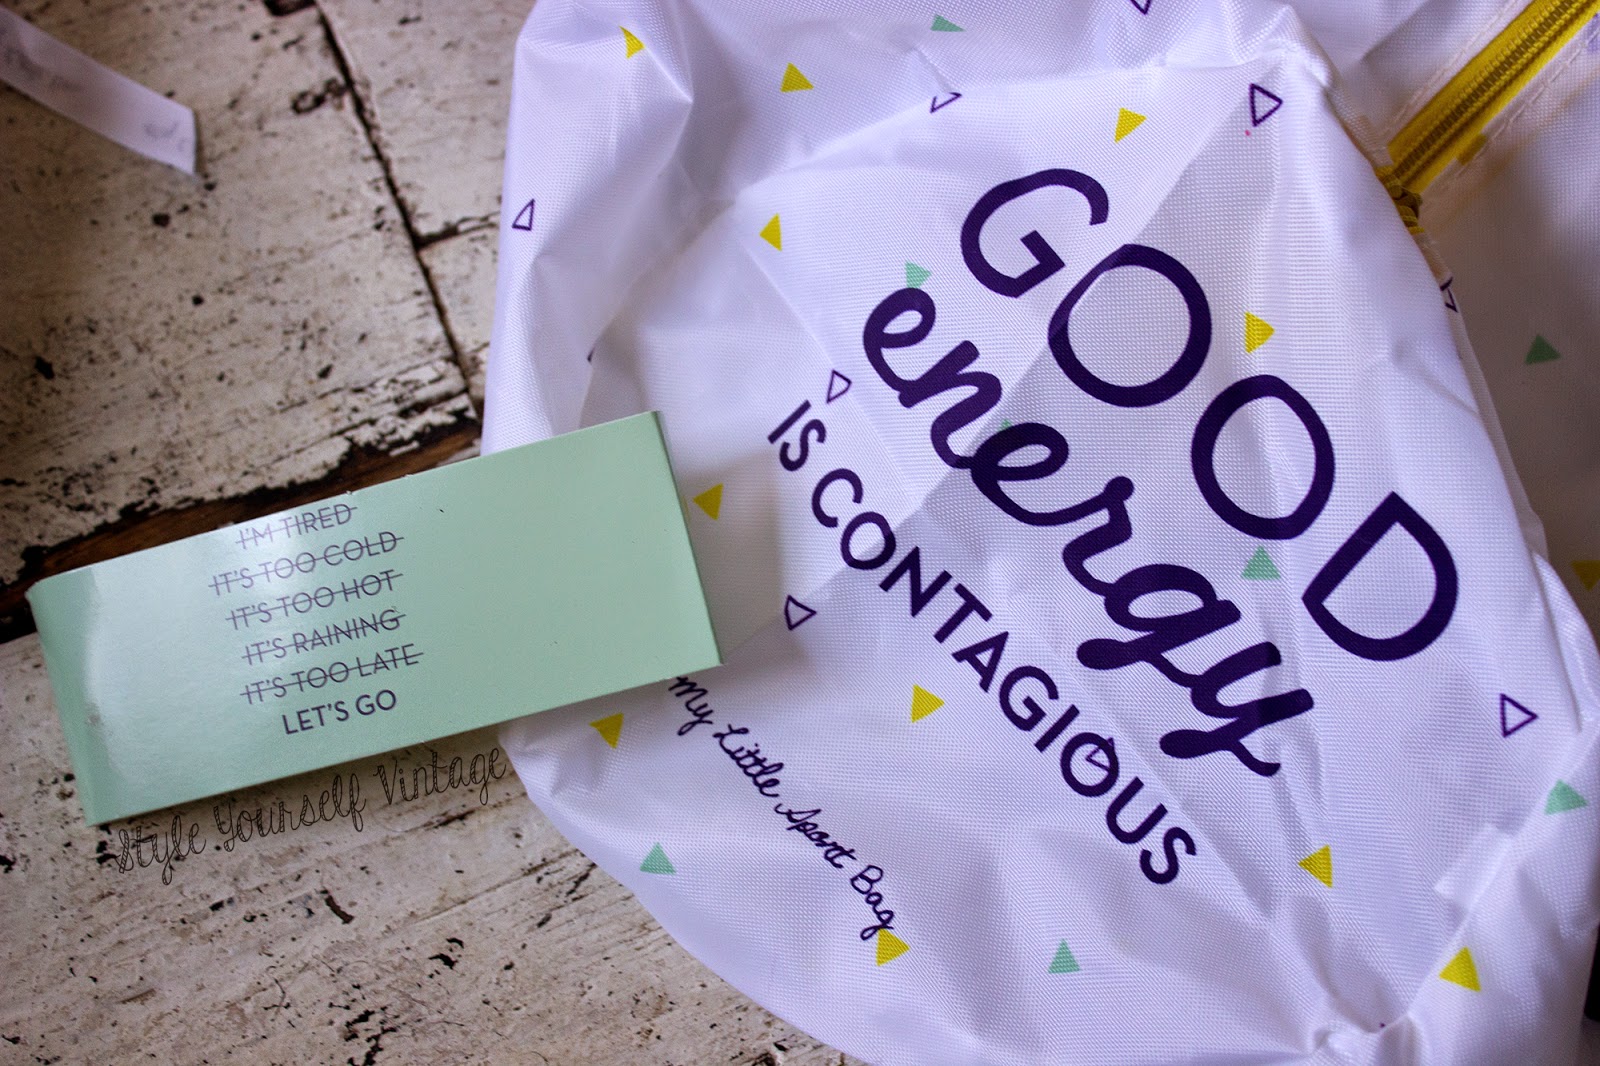 I'M TIRED
IT'S TOO COLD
IT'S TOO HOT
IT'S RAINING
IT'S TOO LATE
LET'S GO
Style Yourself Vintage
GOOD
energy
IS CONTAGIOUS
My Little Sport Bag